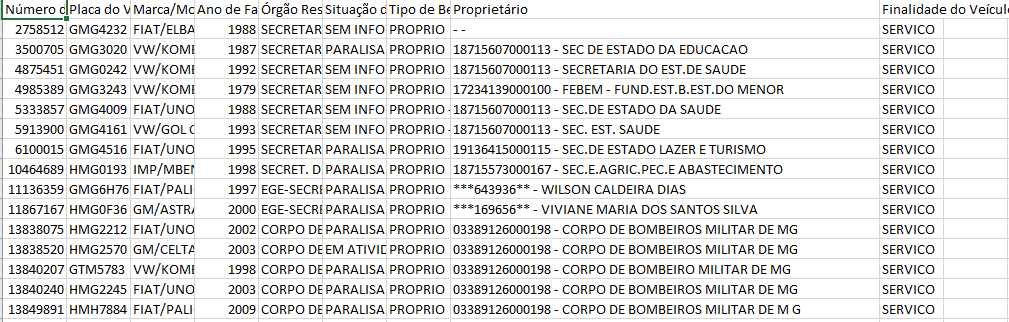 Número d Placa do V Marca/Mo Ano de Fa Órgão Res Situação d Tipo de Be Proprietário Finalidade do Veículo
2758512 GMG4232 FIAT/ELBA 1988 SECRETAR SEM INFO PROPRIO - - SERVICO
3500705 GMG3020 VW/KOME 1987 SECRETAR PARALISA PROPRIO 18715607000113 - SEC DE ESTADO DA EDUCACAO SERVICO
4875451 GMG0242 VW/KOME 1992 SECRETAR SEM INFO PROPRIO 18715607000113 - SECRETARIA DO EST.DE SAUDE SERVICO
4985389 GMG3243 VW/KOME 1979 SECRETAR SEM INFO PROPRIO 17234139000100 - FEBEM - FUND.EST.B.EST.DO MENOR SERVICO
5333857 GMG4009 FIAT/UNO 1988 SECRETAR SEM INFO PROPRIO 18715607000113 - SEC.DE ESTADO DA SAUDE SERVICO
5913900 GMG4161 VW/GOL C 1993 SECRETAR SEM INFO PROPRIO 18715607000113 - SEC. EST. SAUDE SERVICO
6100015 GMG4516 FIAT/UNO 1995 SECRETAR PARALISA PROPRIO 19136415000115 - SEC.DE ESTADO LAZER E TURISMO SERVICO
10464689 HMG0193 IMP/MBEN 1998 SECRET. D PARALISA PROPRIO 18715573000167 - SEC.E.AGRIC.PEC.E ABASTECIMENTO SERVICO
11136359 GMG6H76 FIAT/PALI 1997 EGE-SECRE PARALISA PROPRIO ***643936** - WILSON CALDEIRA DIAS SERVICO
11867167 HMG0F36 GM/ASTRA 2000 EGE-SECRE PARALISA PROPRIO ***169656** - VIVIANE MARIA DOS SANTOS SILVA SERVICO
13838075 HMG2212 FIAT/UNO 2002 CORPO DE PARALISA PROPRIO 03389126000198 - CORPO DE BOMBEIROS MILITAR DE MG SERVICO
13838520 HMG2570 GM/CELTA 2003 CORPO DE EM ATIVID PROPRIO 03389126000198 - CORPO DE BOMBEIROS MILITAR DE MG SERVICO
13840207 GTM5783 VW/KOME 1998 CORPO DE PARALISA PROPRIO 03389126000198 - CORPO DE BOMBEIRO MILITAR DE MG SERVICO
13840240 HMG2245 FIAT/UNO 2003 CORPO DE PARALISA PROPRIO 03389126000198 - CORPO DE BOMBEIROS MILITAR DE MG SERVICO
13849891 HMH7884 FIAT/PALI 2009 CORPO DE PARALISA PROPRIO 03389126000198 - CORPO DE BOMBEIROS MILITAR DE M G SERVICO